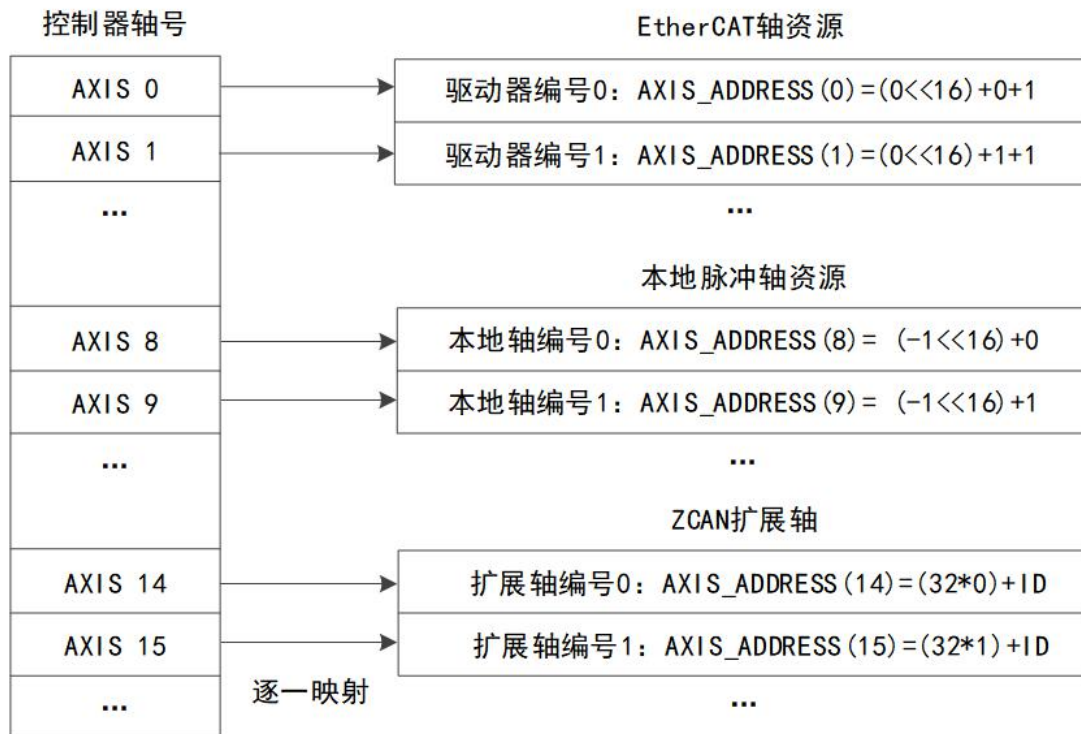 控制器轴号
EtherCAT轴资源
AXIS 0
驱动器编号0: AXIS_ADDRESS(0)=(0<<16)+0+1
AXIS 1
驱动器编号1: AXIS_ADDRESS(1)=(0<<16)+1+1
...
...
本地脉冲轴资源
AXIS 8
本地轴编号0: AXIS_ADDRESS(8)= (-1<<16)+0
AXIS 9
本地轴编号1: AXIS_ADDRESS(9)= (-1<<16)+1
...
...
ZCAN扩展轴
AXIS 14
扩展轴编号0: AXIS_ADDRESS(14)=(32*0)+ID
AXIS 15
扩展轴编号1: AXIS_ADDRESS(15)=(32*1)+ID
逐一映射
...
...